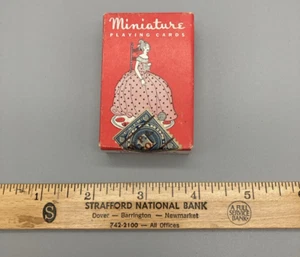 Miniature
PLAYING CARDS
1 2 3 4 5
S STRAFFORD NATIONAL BANK
Dover — Barrington — Newmarket
742-2100 — All Offices
A FULL
SERVICE
BANK